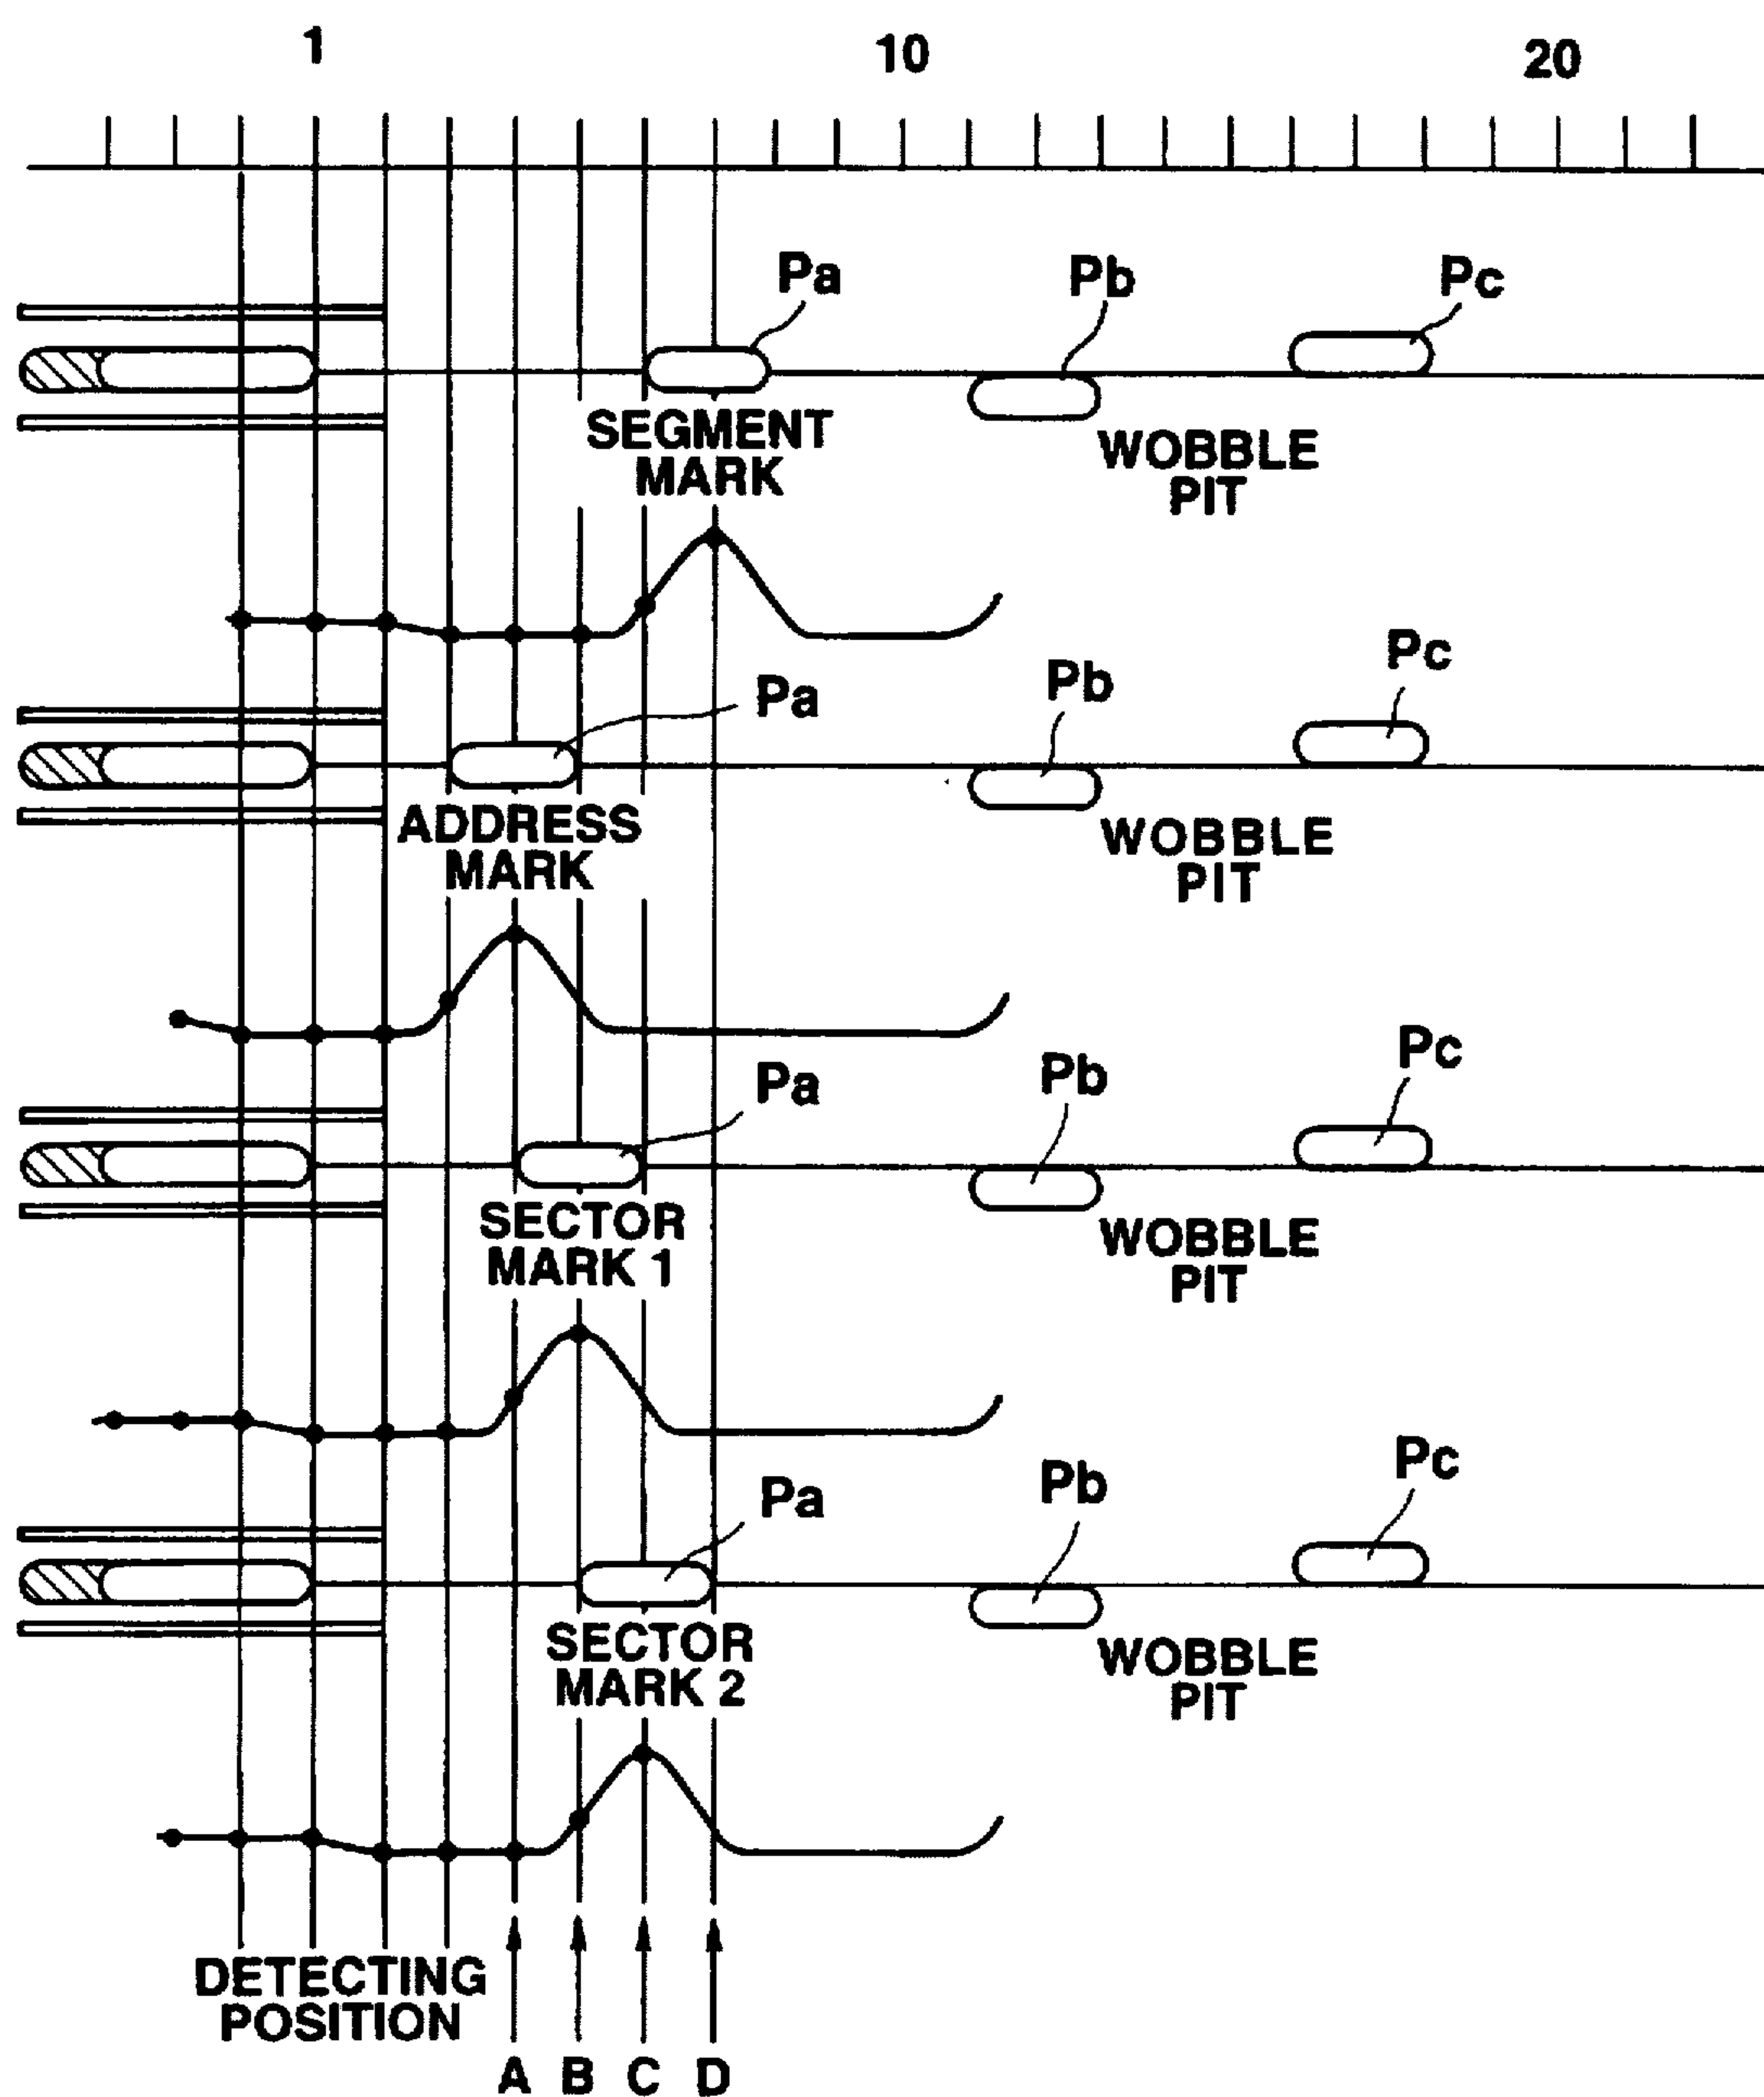 1 10 20
Pa Pb Pc
SEGMENT
MARK
WOBBLE
PIT
Pa Pb Pc
ADDRESS
MARK
WOBBLE
PIT
Pa Pb Pc
SECTOR
MARK 1
WOBBLE
PIT
Pa Pb Pc
SECTOR
MARK 2
WOBBLE
PIT
DETECTING
POSITION
A B C D